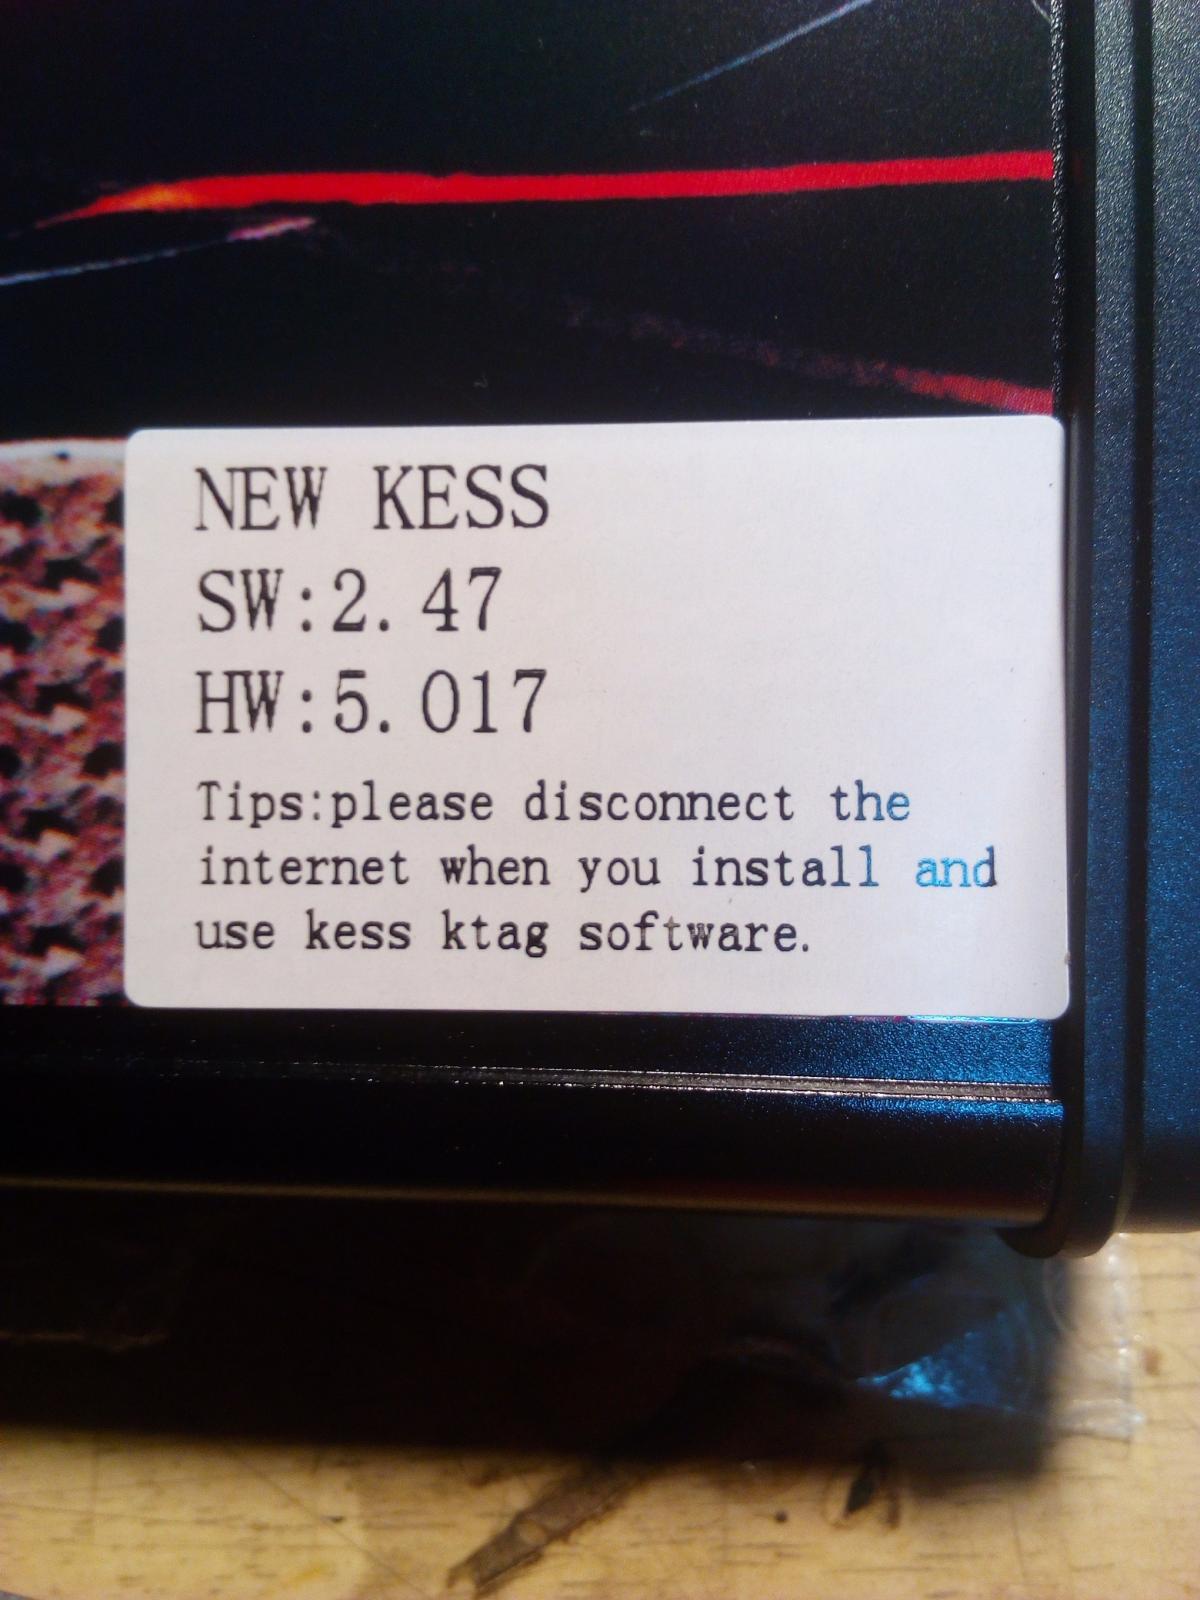 NEW KESS
SW:2.47
HW:5.017
Tips:please disconnect the
internet when you install and
use kess ktag software.